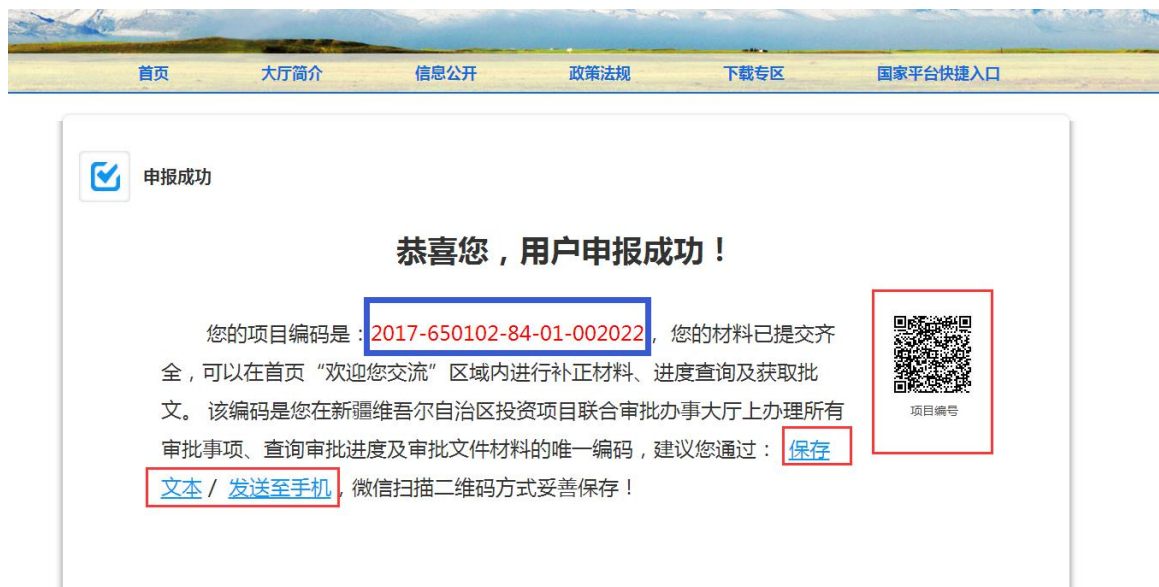 首页 大厅简介 信息公开 政策法规 下载专区 国家平台快捷入口
申报成功
恭喜您，用户申报成功！
您的项目编码是：2017-650102-84-01-002022，您的材料已提交齐
全，可以在首页“欢迎您交流”区域内进行补正材料、进度查询及获取批
文。 该编码是您在新疆维吾尔自治区投资项目联合审批办事大厅上办理所有
审批事项、查询审批进度及审批文件材料的唯一编码，建议您通过： 保存
文本 / 发送至手机，微信扫描二维码方式妥善保存！
项目编号